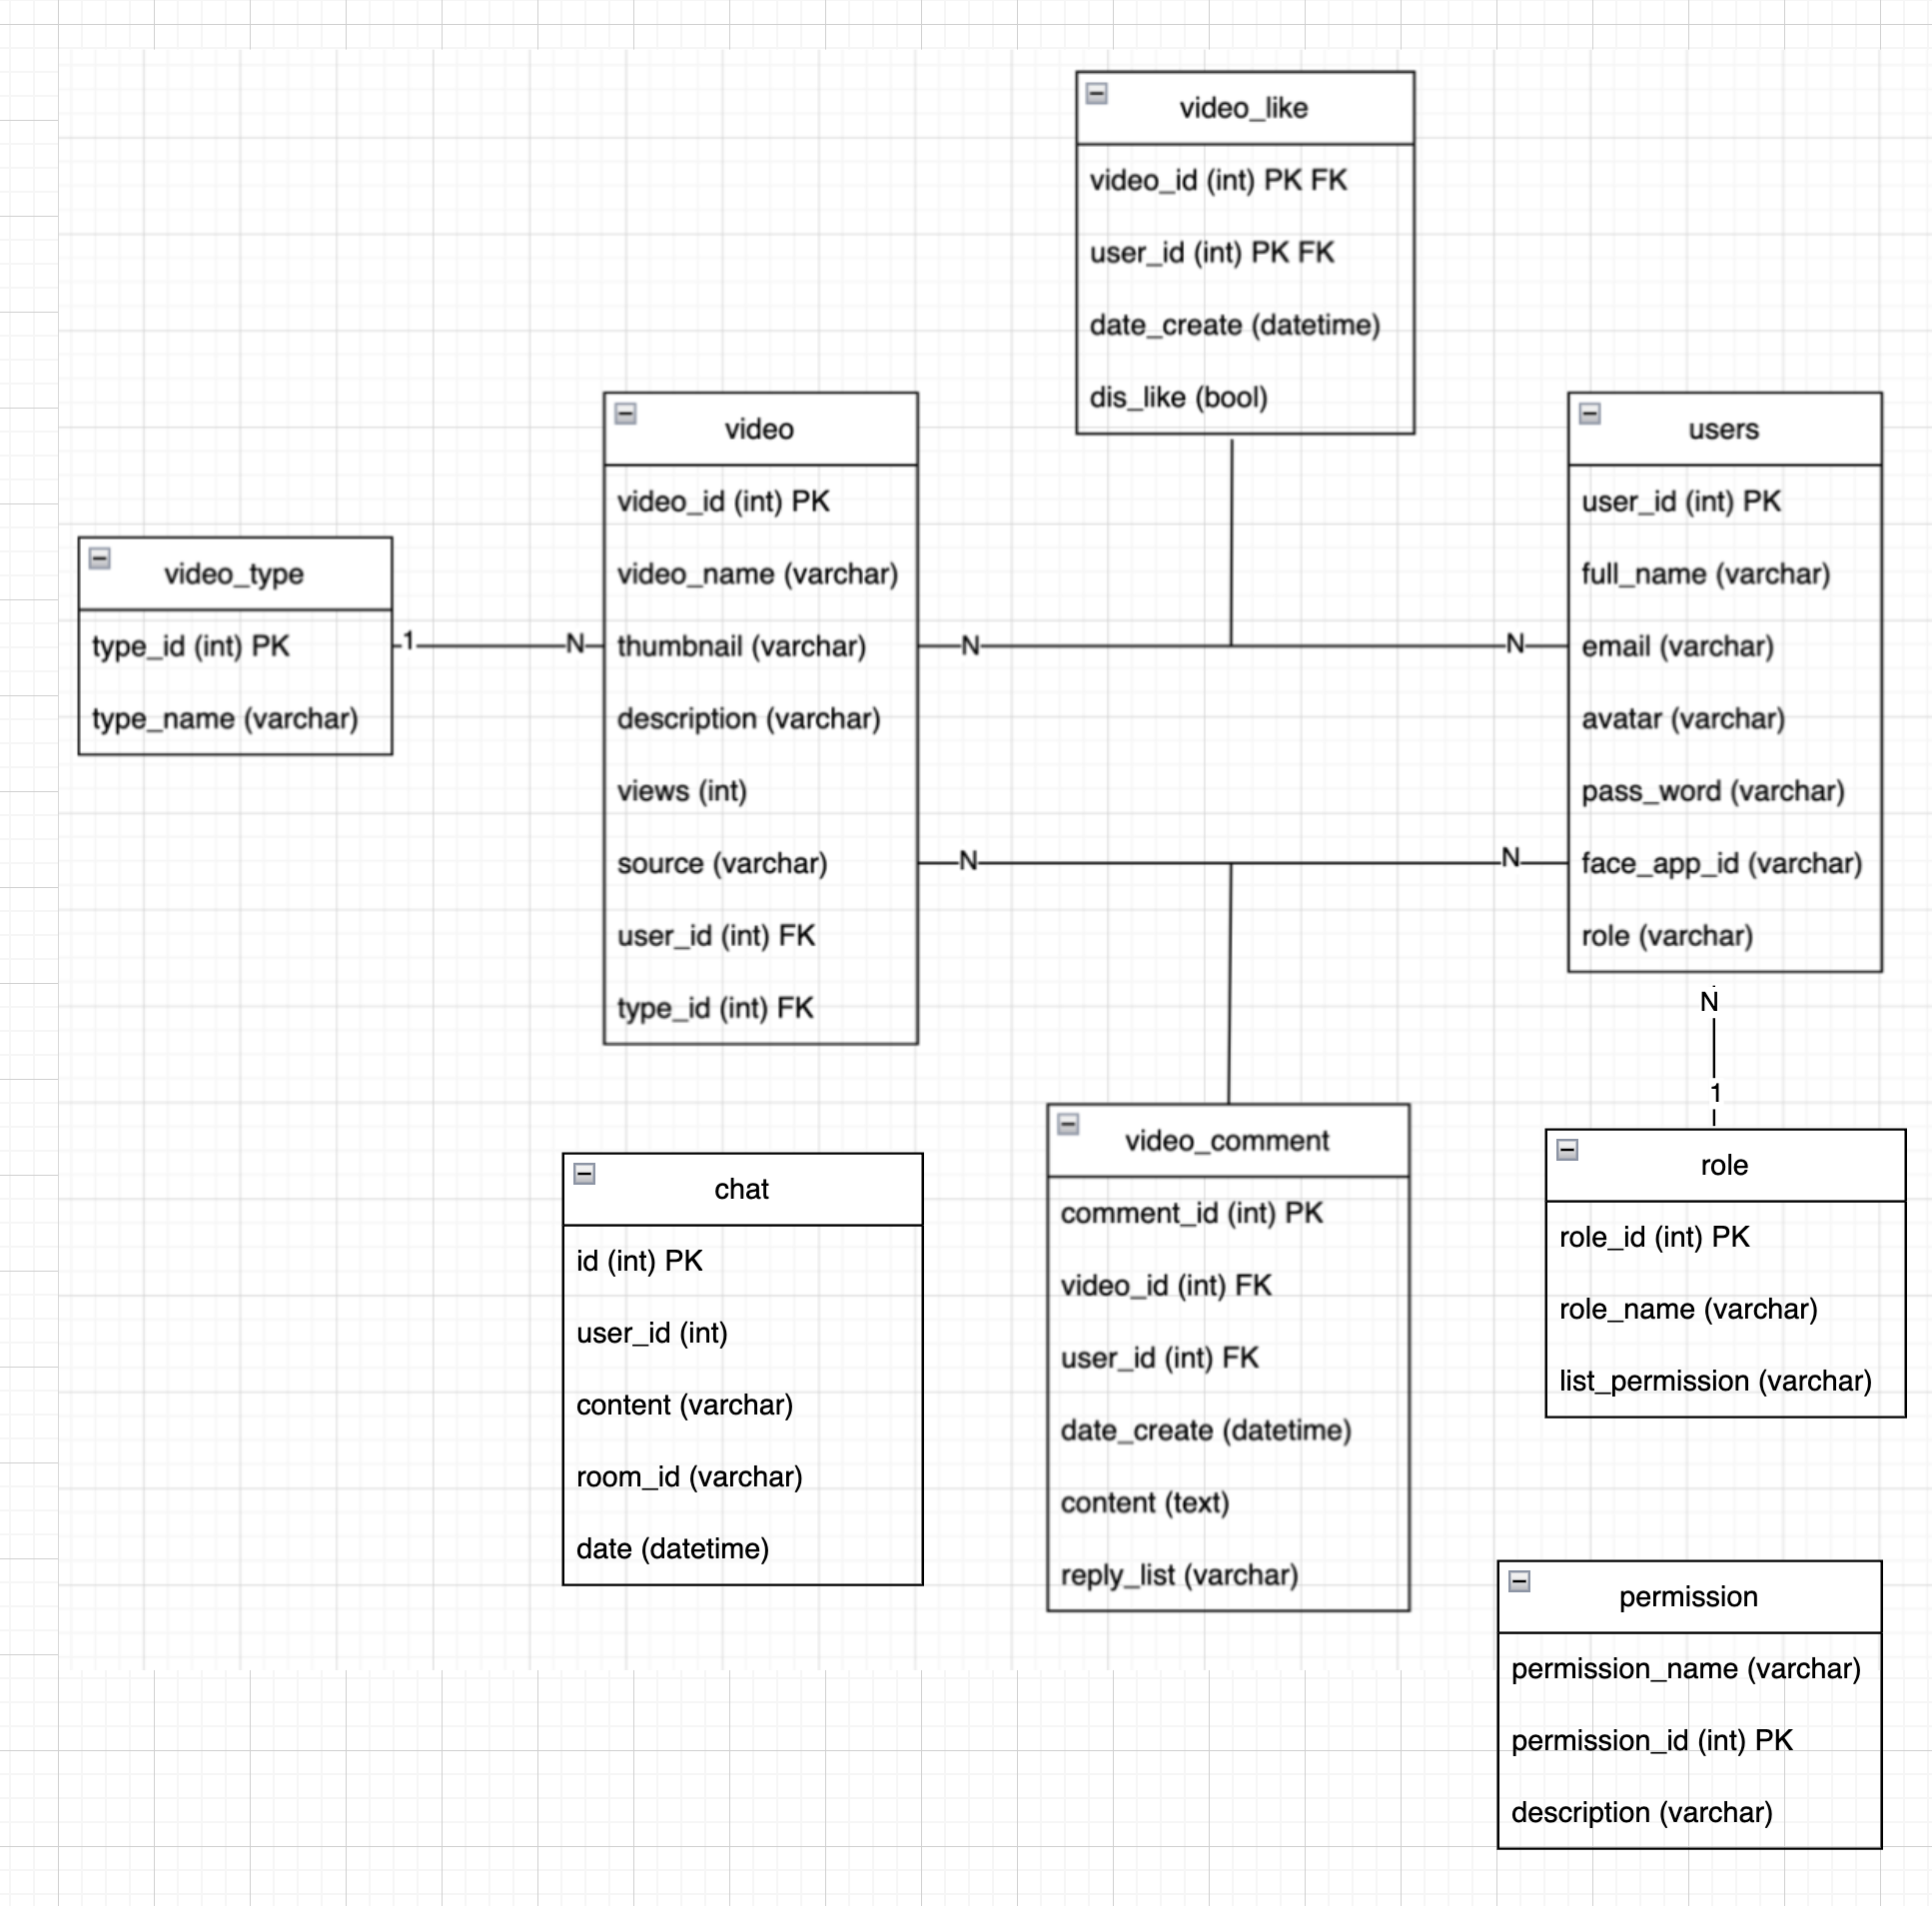 video_like
video_id (int) PK FK
user_id (int) PK FK
date_create (datetime)
dis_like (bool)
video
video_id (int) PK
video_name (varchar)
thumbnail (varchar)
description (varchar)
views (int)
source (varchar)
user_id (int) FK
type_id (int) FK
users
user_id (int) PK
full_name (varchar)
email (varchar)
avatar (varchar)
pass_word (varchar)
face_app_id (varchar)
role (varchar)
video_type
type_id (int) PK
type_name (varchar)
1
N
N
N
N
N
N
1
chat
id (int) PK
user_id (int)
content (varchar)
room_id (varchar)
date (datetime)
video_comment
comment_id (int) PK
video_id (int) FK
user_id (int) FK
date_create (datetime)
content (text)
reply_list (varchar)
role
role_id (int) PK
role_name (varchar)
list_permission (varchar)
permission
permission_name (varchar)
permission_id (int) PK
description (varchar)